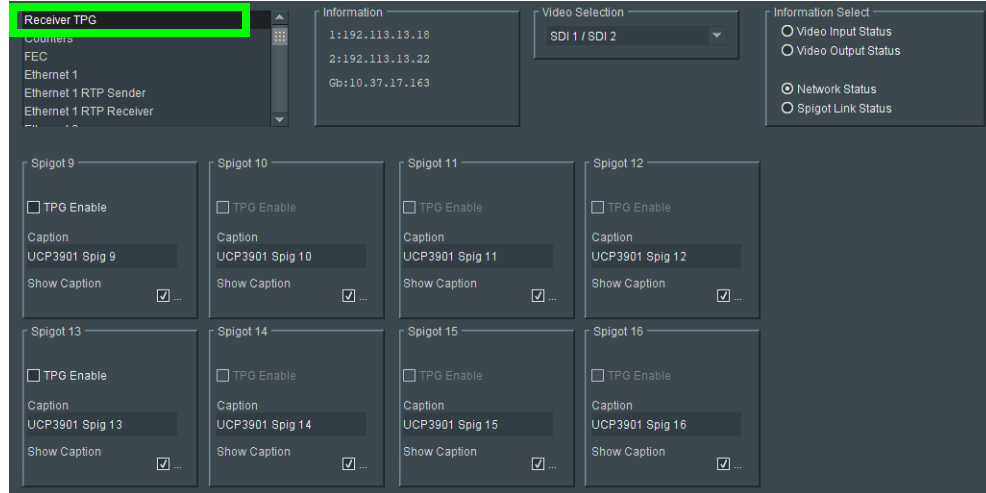 Receiver TPG
Counters
FEC
Ethernet 1
Ethernet 1 RTP Sender
Ethernet 1 RTP Receiver
Information
1:192.113.13.18
2:192.113.13.22
Gb:10.37.17.163
Video Selection
SDI 1 / SDI 2
Information Select
Video Input Status
Video Output Status
Network Status
Spigot Link Status
Spigot 9
TPG Enable
Caption
UCP3901 Spig 9
Show Caption
...
Spigot 10
TPG Enable
Caption
UCP3901 Spig 10
Show Caption
...
Spigot 11
TPG Enable
Caption
UCP3901 Spig 11
Show Caption
...
Spigot 12
TPG Enable
Caption
UCP3901 Spig 12
Show Caption
...
Spigot 13
TPG Enable
Caption
UCP3901 Spig 13
Show Caption
...
Spigot 14
TPG Enable
Caption
UCP3901 Spig 14
Show Caption
...
Spigot 15
TPG Enable
Caption
UCP3901 Spig 15
Show Caption
...
Spigot 16
TPG Enable
Caption
UCP3901 Spig 16
Show Caption
...